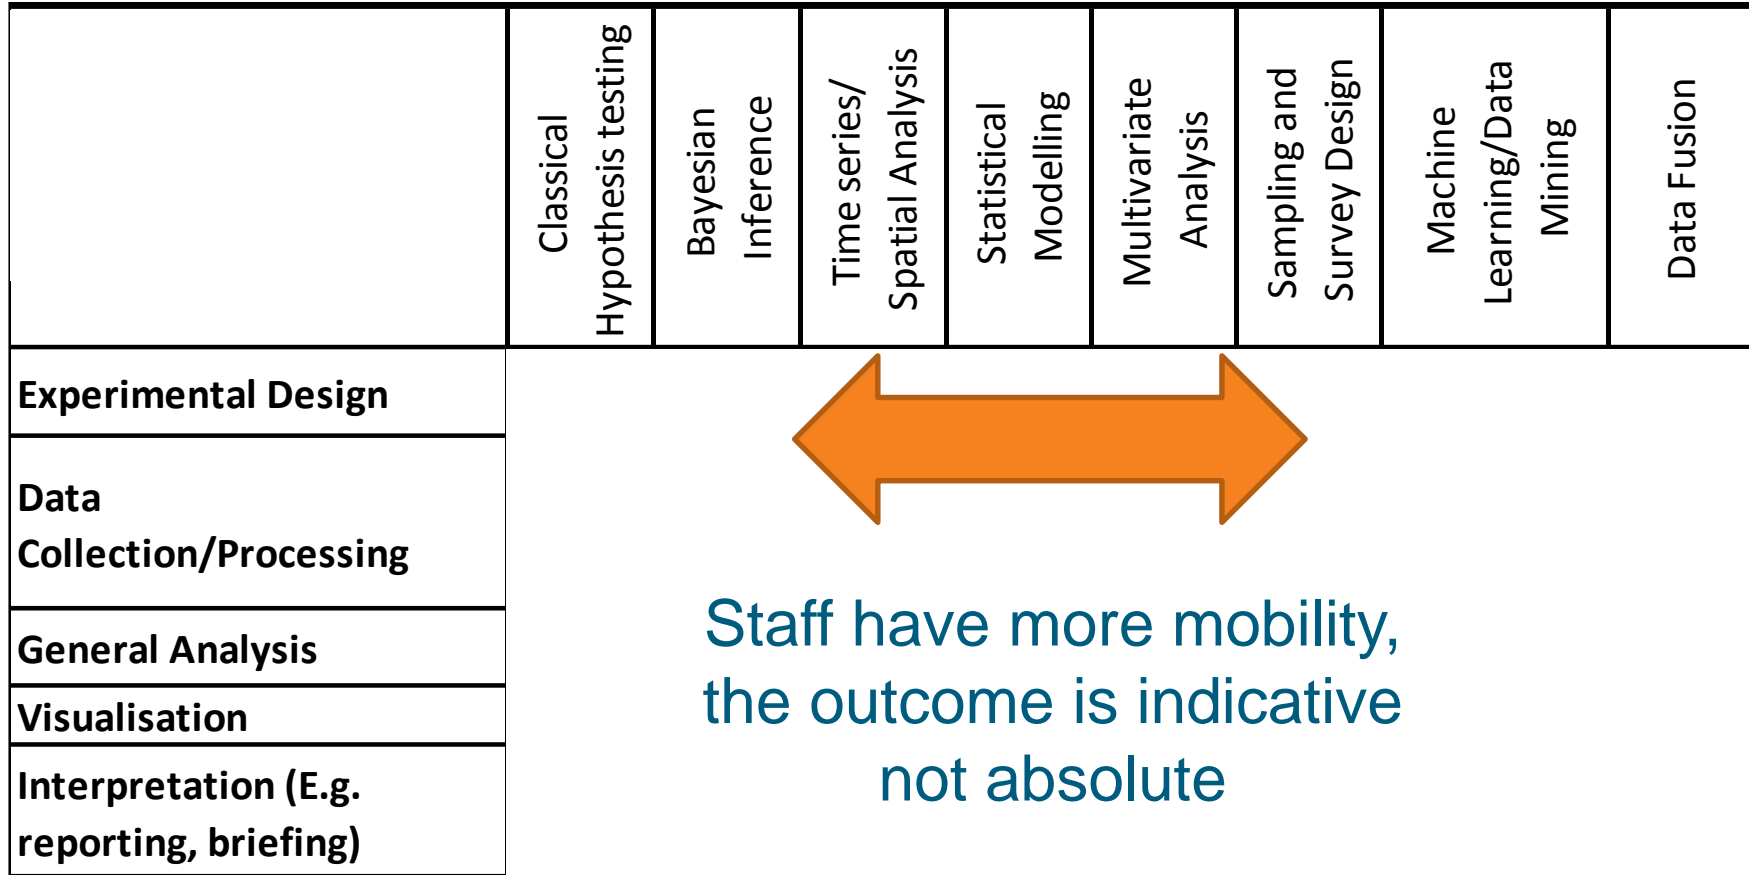 Classical
Hypothesis testing
Bayesian
Inference
Time series/
Spatial Analysis
Statistical
Modelling
Multivariate
Analysis
Sampling and
Survey Design
Machine
Learning/Data
Mining
Data Fusion
Experimental Design
Data
Collection/Processing
General Analysis
Visualisation
Interpretation (E.g.
reporting, briefing)
Staff have more mobility,
the outcome is indicative
not absolute